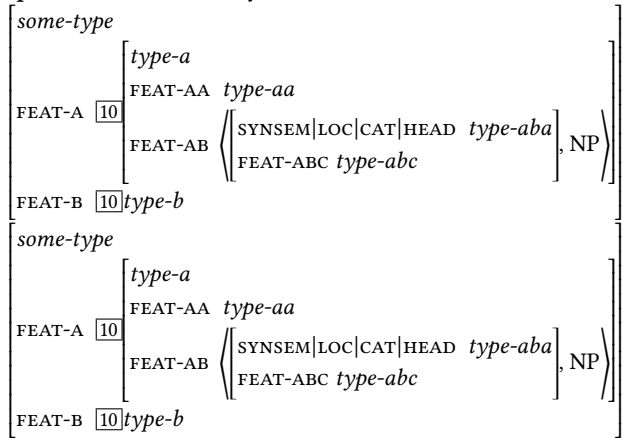 some-type
type-a
FEAT-AA type-aa
FEAT-A 10
SYNSEM|LOC|CAT|HEAD type-aba
FEAT-AB ⟨ , NP⟩
FEAT-ABC type-abc
FEAT-B 10 type-b
some-type
type-a
FEAT-AA type-aa
FEAT-A 10
SYNSEM|LOC|CAT|HEAD type-aba
FEAT-AB ⟨ , NP⟩
FEAT-ABC type-abc
FEAT-B 10 type-b